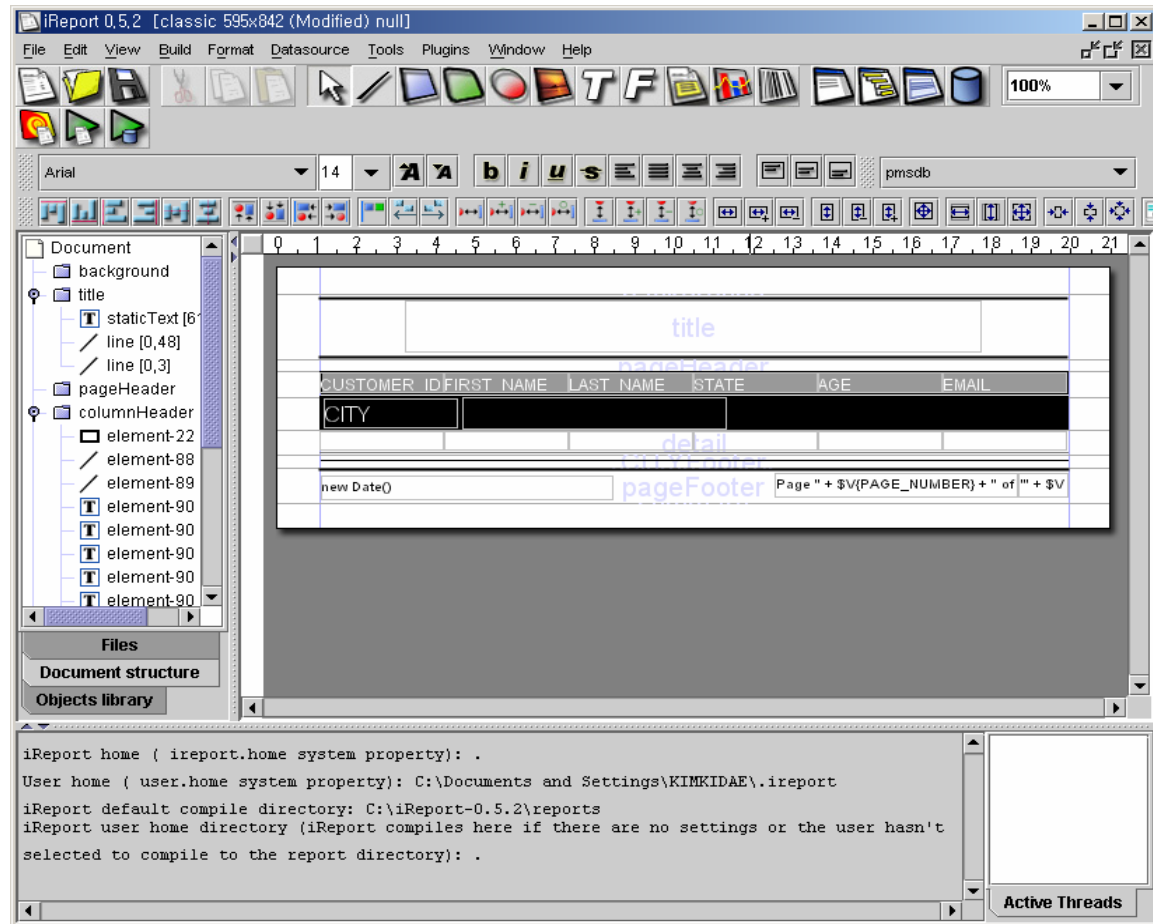 iReport 0,5,2 [classic 595x842 (Modified) null]
File Edit View Build Format Datasource Tools Plugins Window Help
100%
Arial 14 b i u s pmsdb
Document
background
title
staticText [6
line [0,48]
line [0,3]
pageHeader
columnHeader
element-22
element-88
element-89
element-90
element-90
element-90
element-90
Files
Document structure
Objects library
0 1 2 3 4 5 6 7 8 9 10 11 12 13 14 15 16 17 18 19 20 21
title
pageHeader
CUSTOMER_ID FIRST_NAME LAST_NAME STATE AGE EMAIL
CITY
detail
CITYFooter
new Date() pageFooter Page " + $V{PAGE_NUMBER} + " of "" + $V
iReport home ( ireport.home system property): .
User home ( user.home system property): C:\Documents and Settings\KIMKIDAE\.ireport
iReport default compile directory: C:\iReport-0.5.2\reports
iReport user home directory (iReport compiles here if there are no settings or the user hasn't
selected to compile to the report directory): .
Active Threads